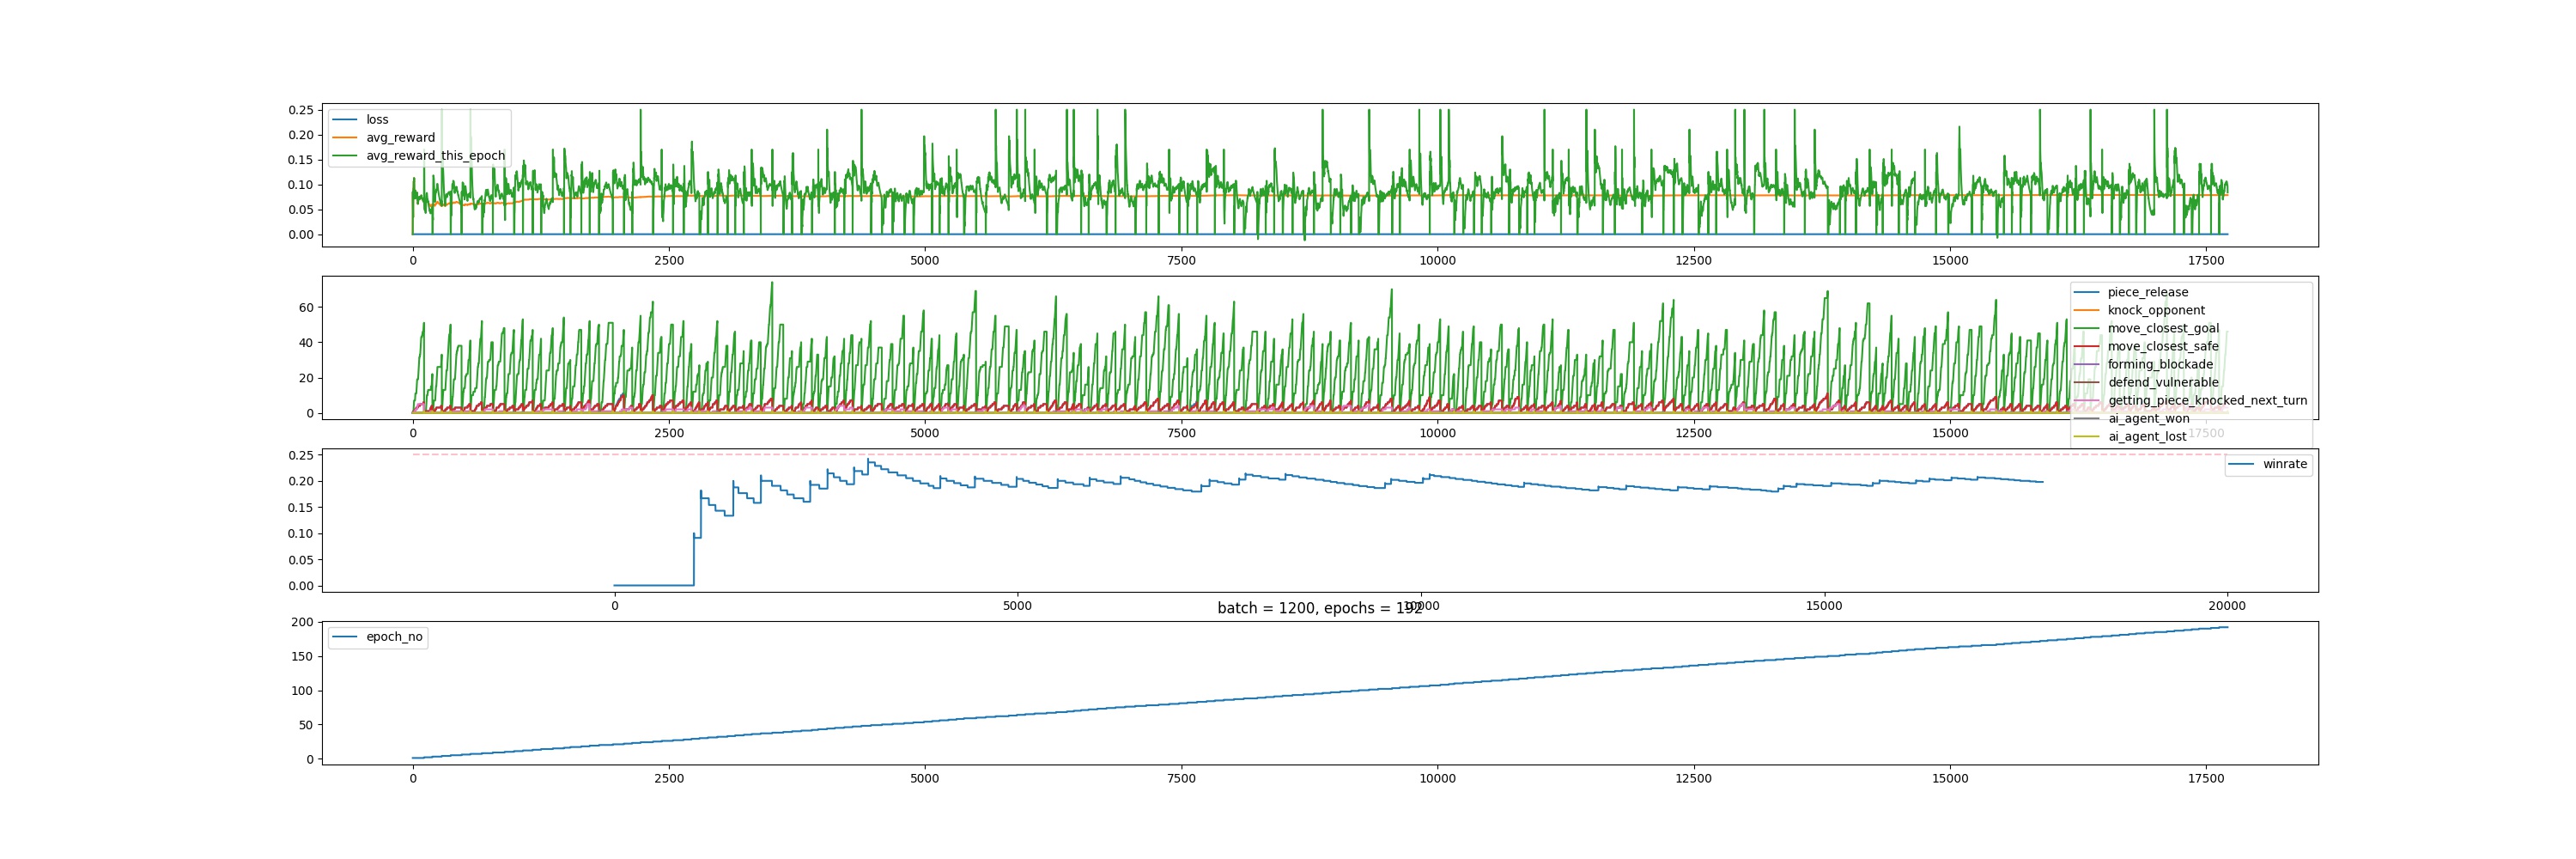 0.25
0.20
0.15
0.10
0.05
0.00
loss
avg_reward
avg_reward_this_epoch
0 2500 5000 7500 10000 12500 15000 17500
60
40
20
0
piece_release
knock_opponent
move_closest_goal
move_closest_safe
forming_blockade
defend_vulnerable
getting_piece_knocked_next_turn
ai_agent_won
ai_agent_lost
0 2500 5000 7500 10000 12500 15000 17500
0.25
0.20
0.15
0.10
0.05
0.00
winrate
0 5000 10000 15000 20000
batch = 1200, epochs = 192
200
150
100
50
0
epoch_no
0 2500 5000 7500 10000 12500 15000 17500